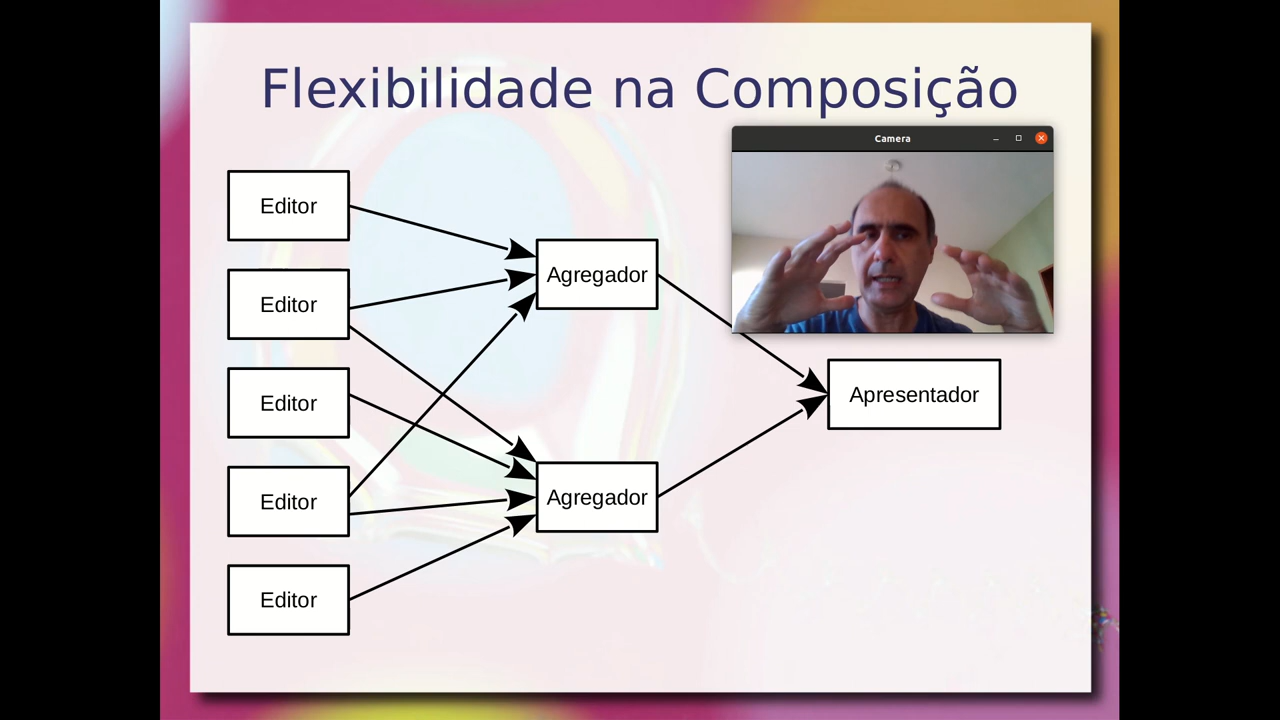 Flexibilidade na Composição
Camera
Editor
Agregador
Editor
Apresentador
Editor
Editor
Agregador
Editor